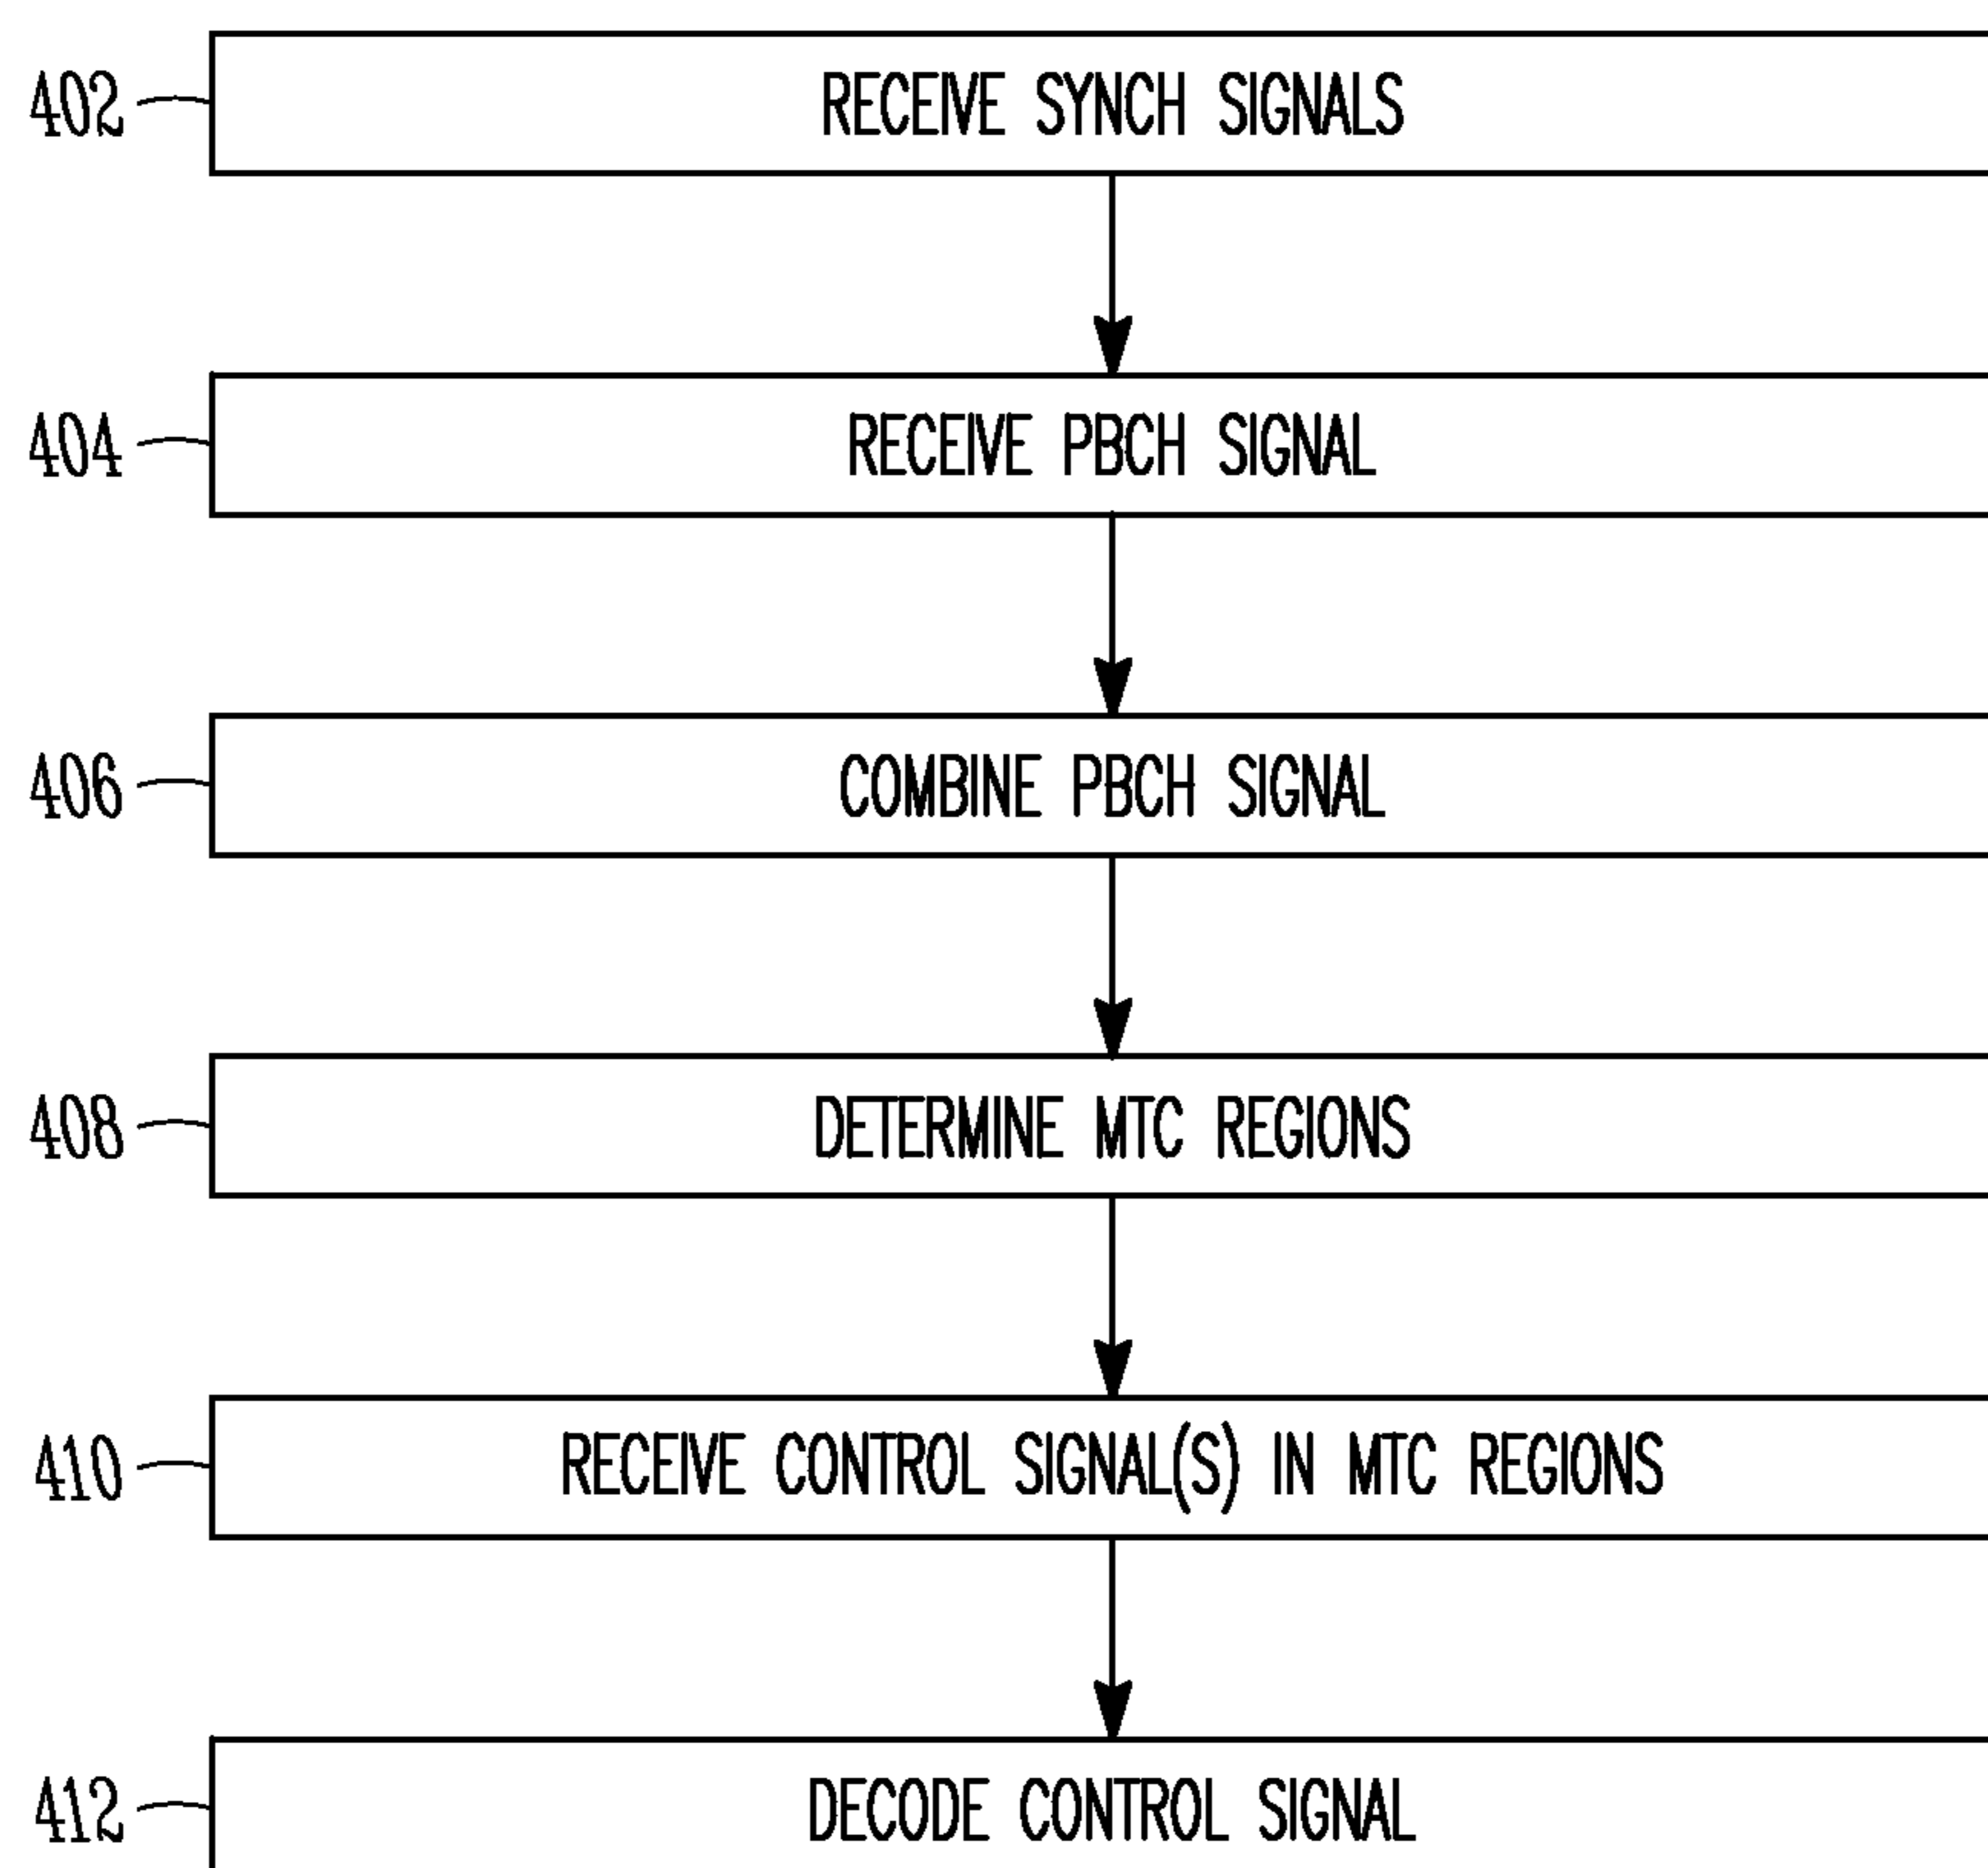 402 RECEIVE SYNCH SIGNALS
404 RECEIVE PBCH SIGNAL
406 COMBINE PBCH SIGNAL
408 DETERMINE MTC REGIONS
410 RECEIVE CONTROL SIGNAL(S) IN MTC REGIONS
412 DECODE CONTROL SIGNAL